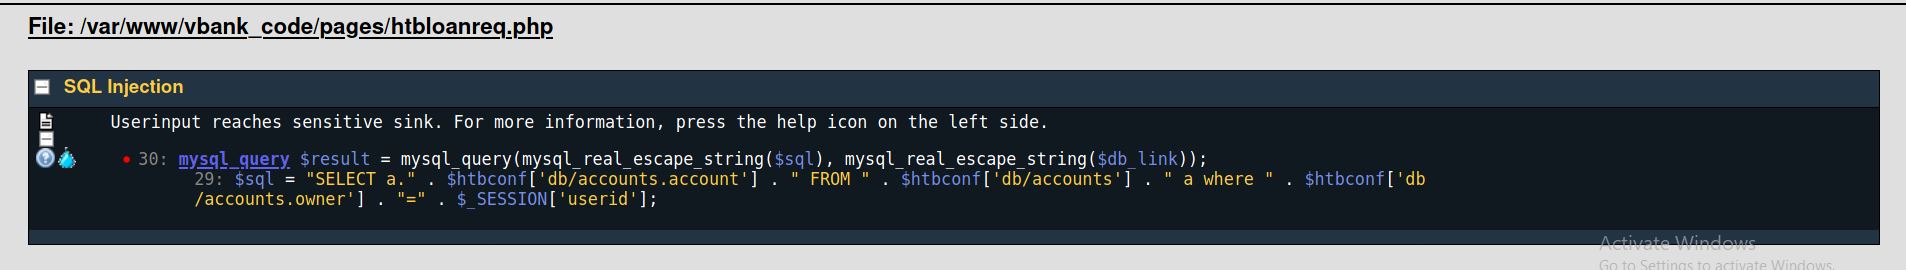 File: /var/www/vbank_code/pages/htbloanreq.php
SQL Injection
Userinput reaches sensitive sink. For more information, press the help icon on the left side.
30: mysql_query $result = mysql_query(mysql_real_escape_string($sql), mysql_real_escape_string($db_link));
29: $sql = "SELECT a." . $htbconf['db/accounts.account'] . " FROM " . $htbconf['db/accounts'] . " a where " . $htbconf['db
/accounts.owner'] . "=" . $_SESSION['userid'];
Activate Windows
Go to Settings to activate Windows.